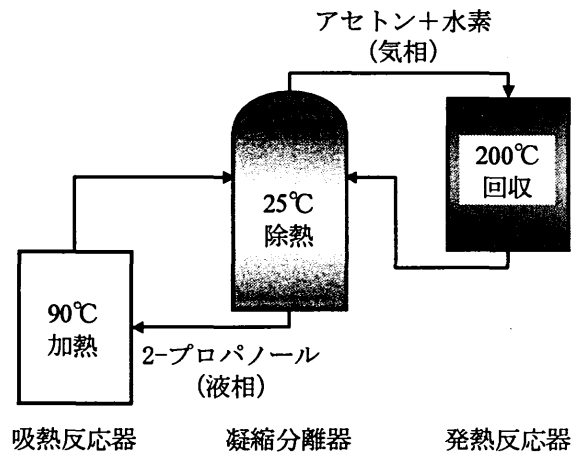 アセトン＋水素
（気相）
200℃
回収
25℃
除熱
90℃
加熱
2-プロパノール
（液相）
吸熱反応器
凝縮分離器
発熱反応器